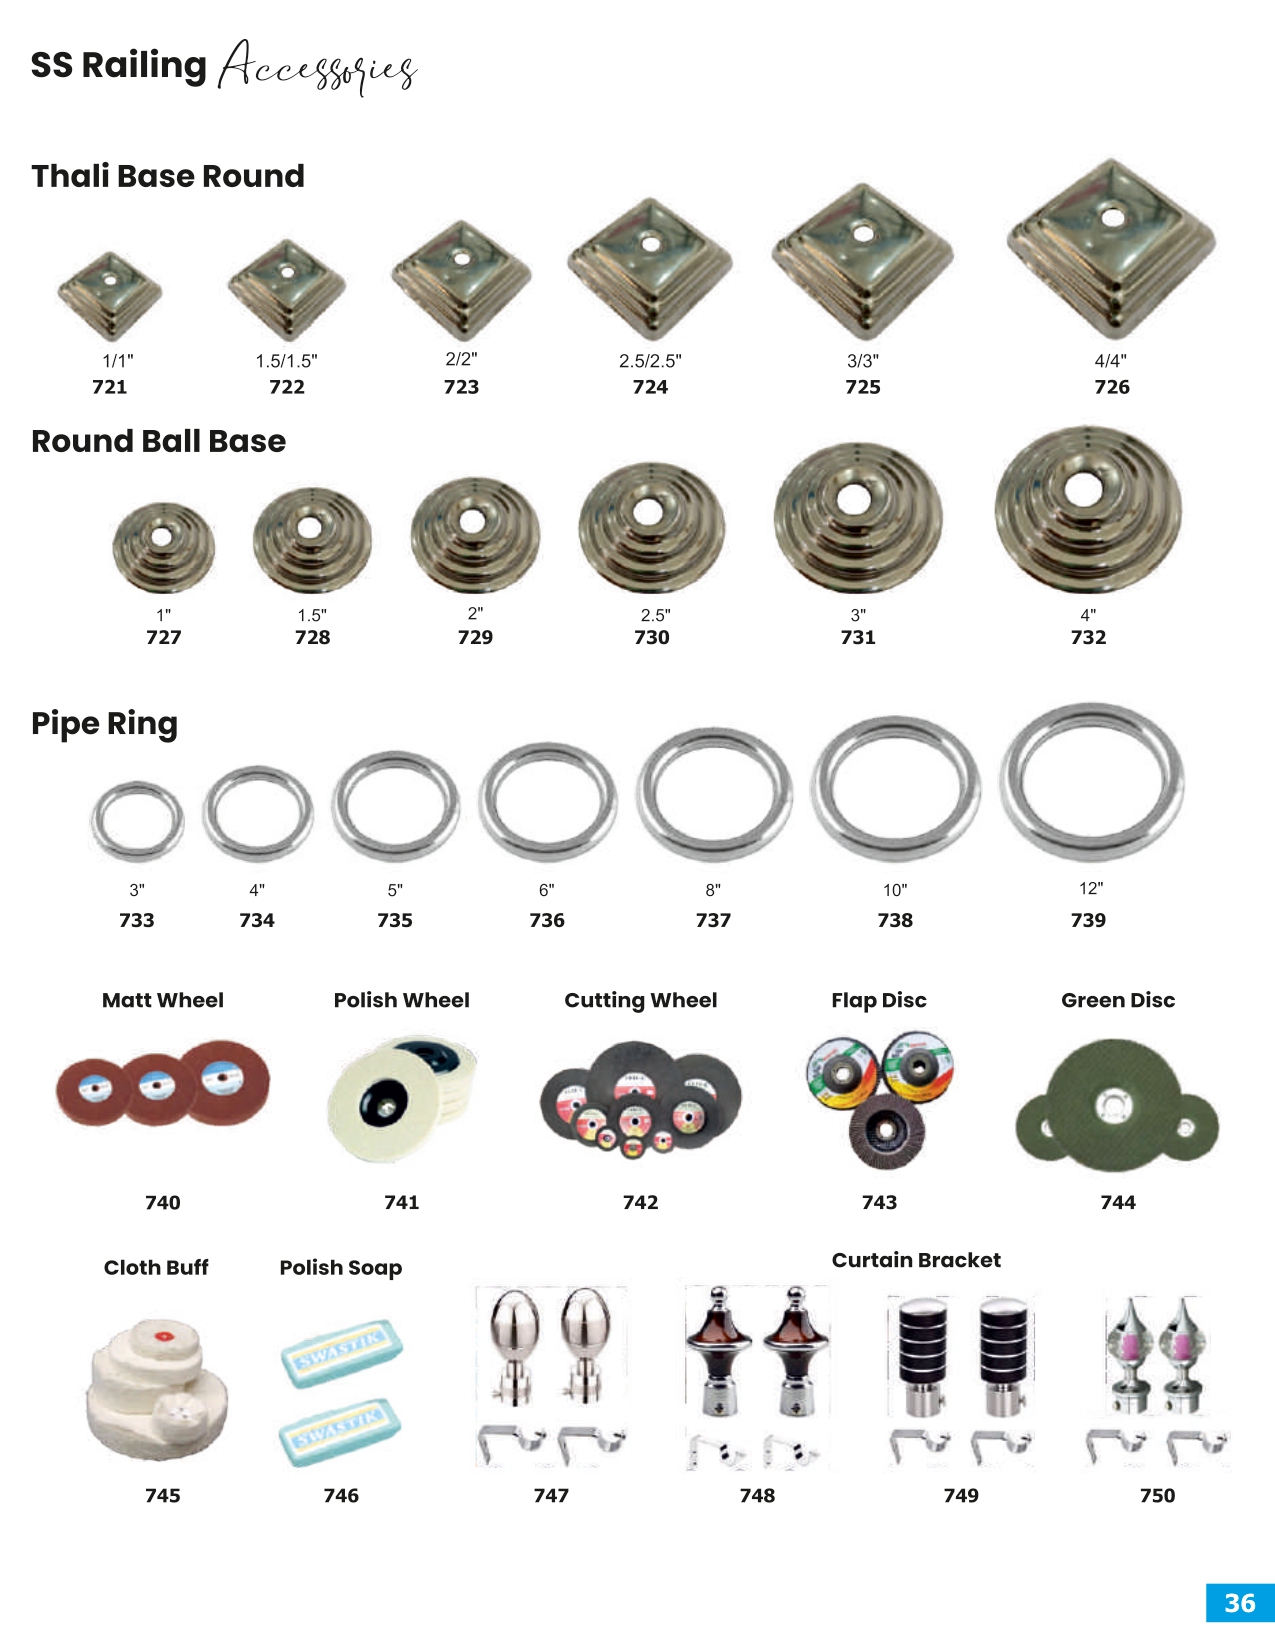 SS Railing Accessories
Thali Base Round
1/1" 1.5/1.5" 2/2" 2.5/2.5" 3/3" 4/4"
721 722 723 724 725 726
Round Ball Base
1" 1.5" 2" 2.5" 3" 4"
727 728 729 730 731 732
Pipe Ring
3" 4" 5" 6" 8" 10" 12"
733 734 735 736 737 738 739
Matt Wheel Polish Wheel Cutting Wheel Flap Disc Green Disc
740 741 742 743 744
Cloth Buff Polish Soap Curtain Bracket
SWASTIK
SWASTIK
745 746 747 748 749 750
36